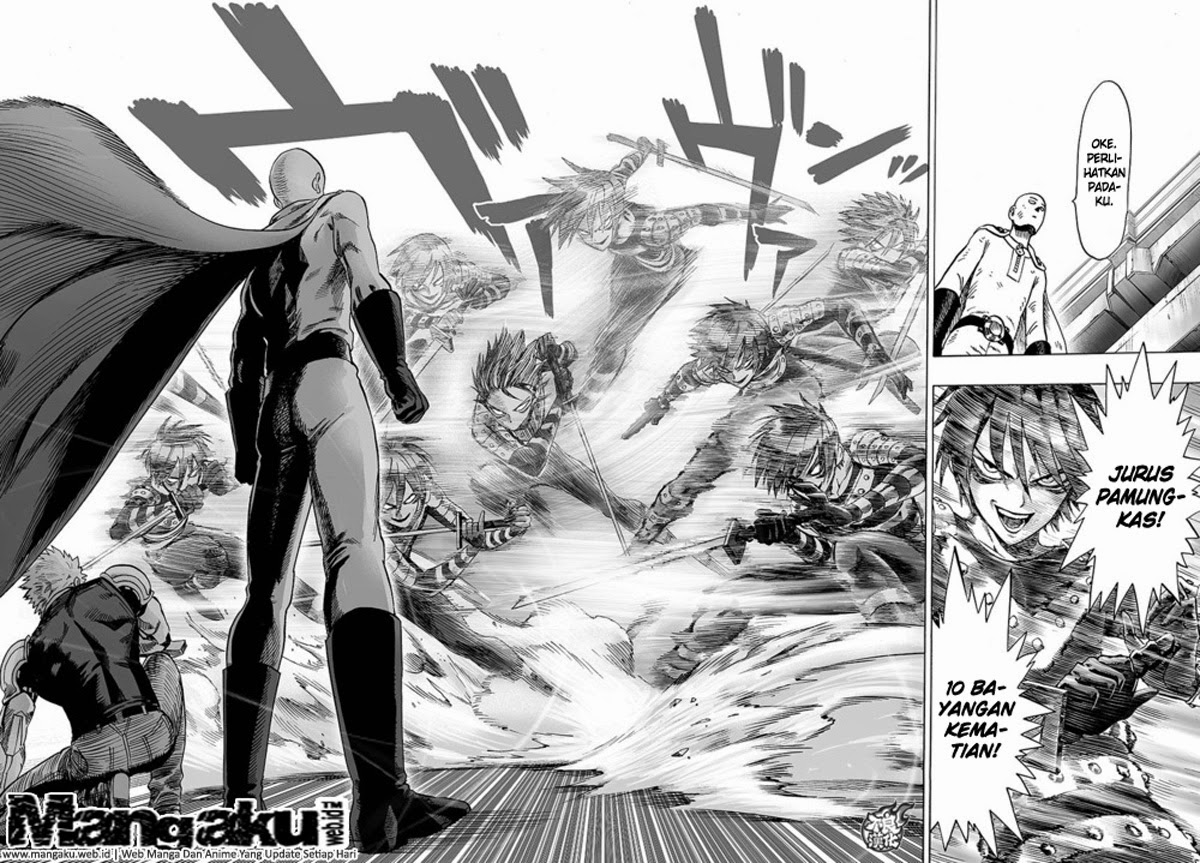 OKE.
PERLI-
HATKAN
PADA-
KU.
JURUS
PAMUNG-
KAS!
10 BA-
YANGAN
KEMA-
TIAN!
Mangaku
www.mangaku.web.id | Web Manga Dan Anime Yang Update Setiap Hari